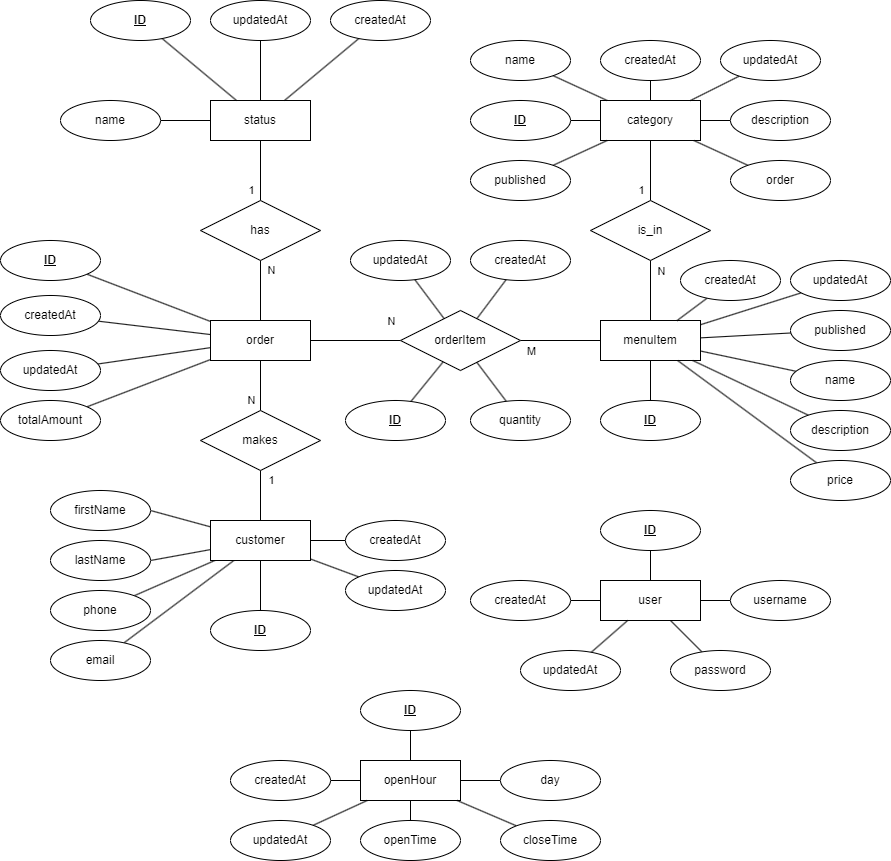 ID
updatedAt
createdAt
name
status
name
createdAt
updatedAt
ID
category
description
published
order
1
1
has
is_in
N
N
ID
createdAt
updatedAt
totalAmount
order
updatedAt
createdAt
N
orderItem
M
ID
quantity
createdAt
updatedAt
menuItem
published
name
description
price
ID
N
makes
1
firstName
lastName
phone
email
customer
createdAt
updatedAt
ID
ID
createdAt
user
username
updatedAt
password
ID
createdAt
openHour
day
updatedAt
openTime
closeTime